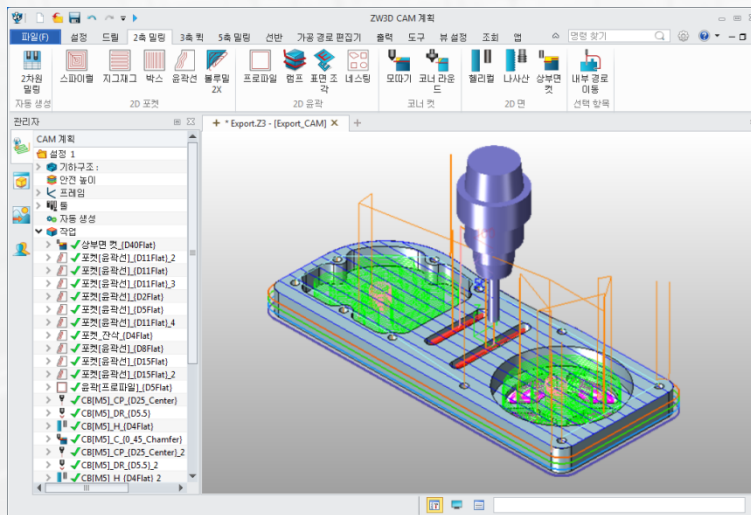 ZW3D CAM 계획
파일(F) 설정 드릴 2축 밀링 3축 퀵 5축 밀링 선반 가공 경로 편집기 출력 도구 뷰 설정 조회 앱 명령 찾기
2차원 밀링 스파이럴 지그재그 박스 윤곽선 볼루밀 2X 프로파일 램프 표면 조각 네스팅 모따기 코너 라운드 헬리컬 나사산 상부면 컷 내부 경로 이동
자동 생성 2D 포켓 2D 윤곽 코너 컷 2D 면 선택 항목
관리자
* Export.Z3 - [Export_CAM]
CAM 계획
설정 1
기하구조 :
안전 높이
프레임
툴
자동 생성
작업
상부면 컷_(D40Flat)
포켓[윤곽선]_(D11Flat)_2
포켓[윤곽선]_(D11Flat)
포켓[윤곽선]_(D11Flat)_3
포켓[윤곽선]_(D2Flat)
포켓[윤곽선]_(D5Flat)
포켓[윤곽선]_(D11Flat)_4
포켓_잔삭_(D4Flat)
포켓[윤곽선]_(D8Flat)
포켓[윤곽선]_(D15Flat)
포켓[윤곽선]_(D15Flat)_2
윤곽[프로파일]_(D5Flat)
CB[M5]_CP_(D25_Center)
CB[M5]_DR_(D5.5)
CB[M5]_H_(D4Flat)
CB[M5]_C_(0_45_Chamfer)
CB[M5]_CP_(D25_Center)_2
CB[M5]_DR_(D5.5)_2
CB[M5]_H_(D4Flat)_2